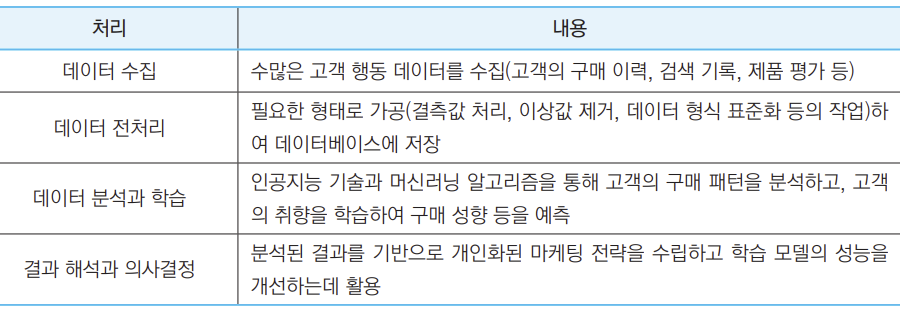 처리 내용
데이터 수집 수많은 고객 행동 데이터를 수집(고객의 구매 이력, 검색 기록, 제품 평가 등)
데이터 전처리
필요한 형태로 가공(결측값 처리, 이상값 제거, 데이터 형식 표준화 등의 작업)하
여 데이터베이스에 저장
데이터 분석과 학습
인공지능 기술과 머신러닝 알고리즘을 통해 고객의 구매 패턴을 분석하고, 고객
의 취향을 학습하여 구매 성향 등을 예측
결과 해석과 의사결정
분석된 결과를 기반으로 개인화된 마케팅 전략을 수립하고 학습 모델의 성능을
개선하는데 활용